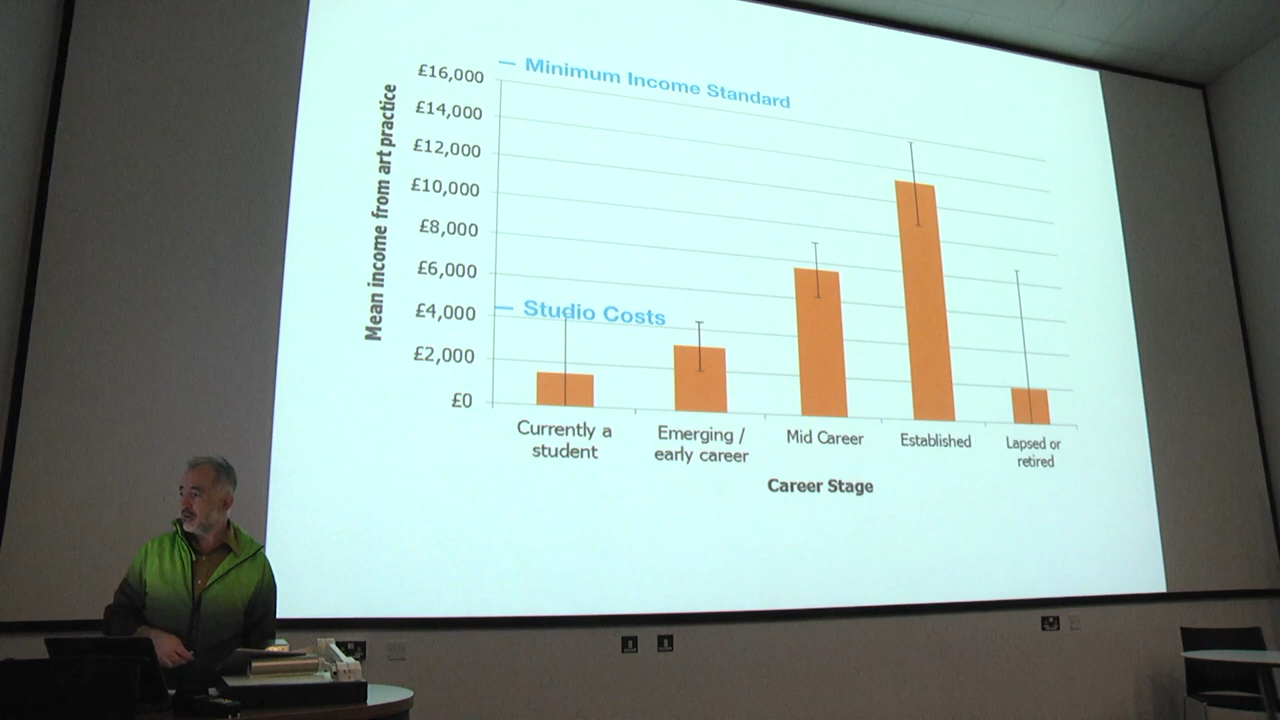 — Minimum Income Standard
£16,000
£14,000
£12,000
£10,000
£8,000
£6,000
£4,000
£2,000
£0
Mean income from art practice
— Studio Costs
Currently a
student
Emerging /
early career
Mid Career
Established
Lapsed or
retired
Career Stage